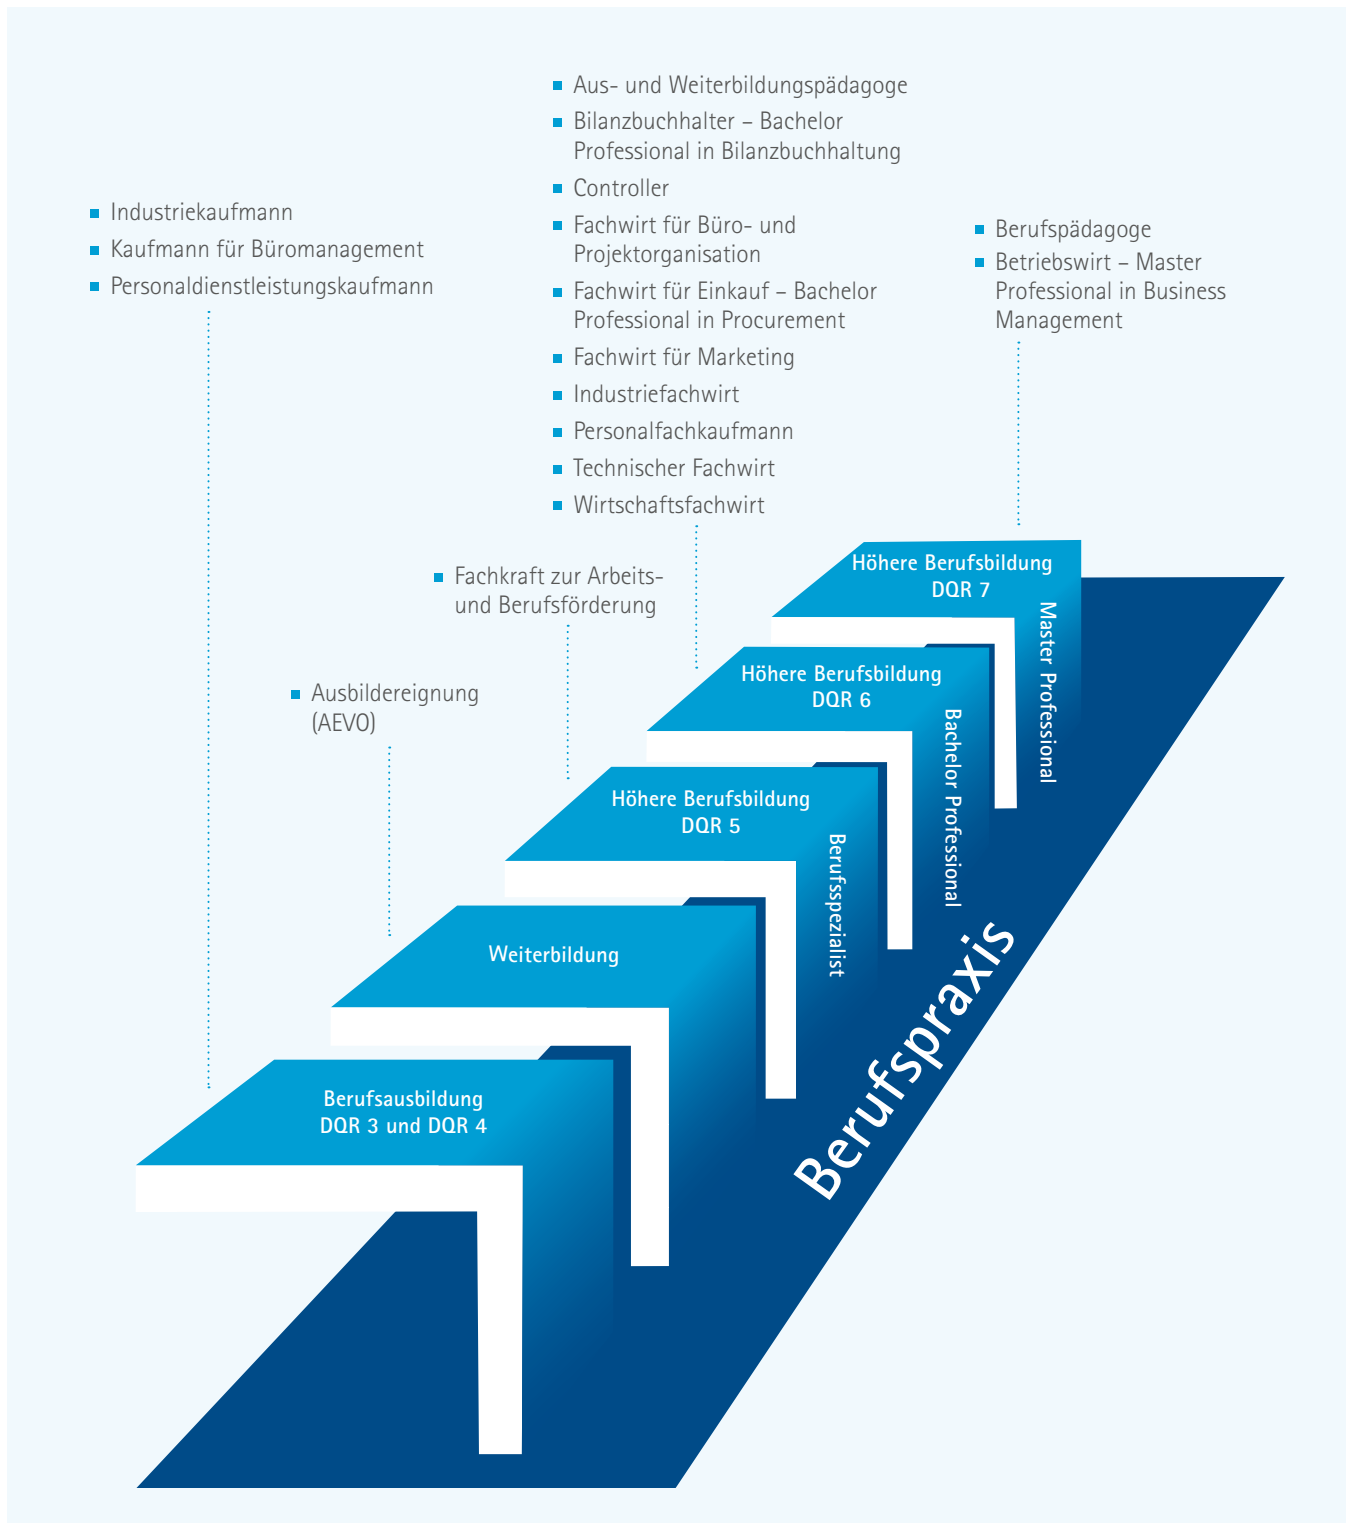 Industriekaufmann
Kaufmann für Büromanagement
Personaldienstleistungskaufmann
Aus- und Weiterbildungspädagoge
Bilanzbuchhalter – Bachelor
Professional in Bilanzbuchhaltung
Controller
Fachwirt für Büro- und
Projektorganisation
Fachwirt für Einkauf – Bachelor
Professional in Procurement
Fachwirt für Marketing
Industriefachwirt
Personalfachkaufmann
Technischer Fachwirt
Wirtschaftsfachwirt
Berufspädagoge
Betriebswirt – Master
Professional in Business
Management
Fachkraft zur Arbeits-
und Berufsförderung
Ausbildereignung
(AEVO)
Höhere Berufsbildung
DQR 7
Master Professional
Höhere Berufsbildung
DQR 6
Bachelor Professional
Höhere Berufsbildung
DQR 5
Berufsspezialist
Weiterbildung
Berufsausbildung
DQR 3 und DQR 4
Berufspraxis